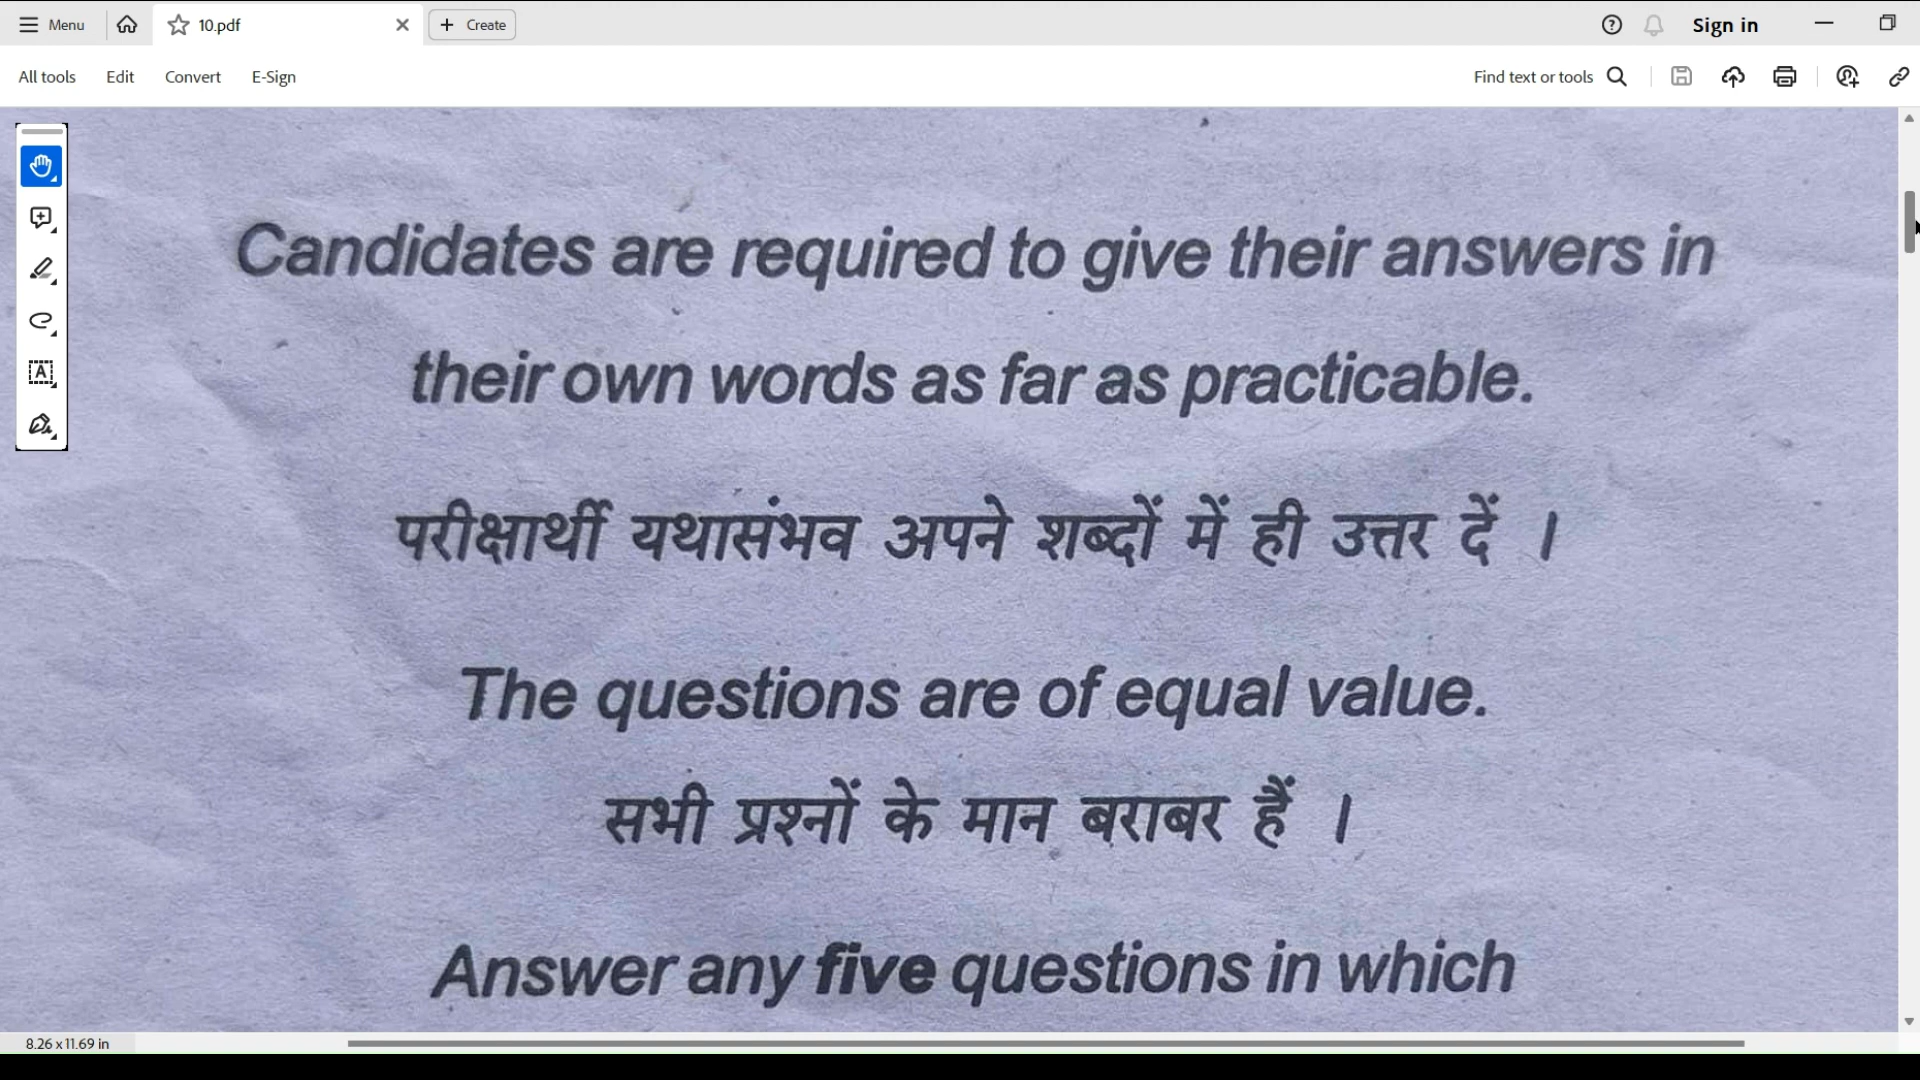 Menu
10.pdf
Create
Sign in
All tools
Edit
Convert
E-Sign
Find text or tools
Candidates are required to give their answers in
their own words as far as practicable.
परीक्षार्थी यथासंभव अपने शब्दों में ही उत्तर दें ।
The questions are of equal value.
सभी प्रश्नों के मान बराबर हैं ।
Answer any five questions in which
8.26 x 11.69 in